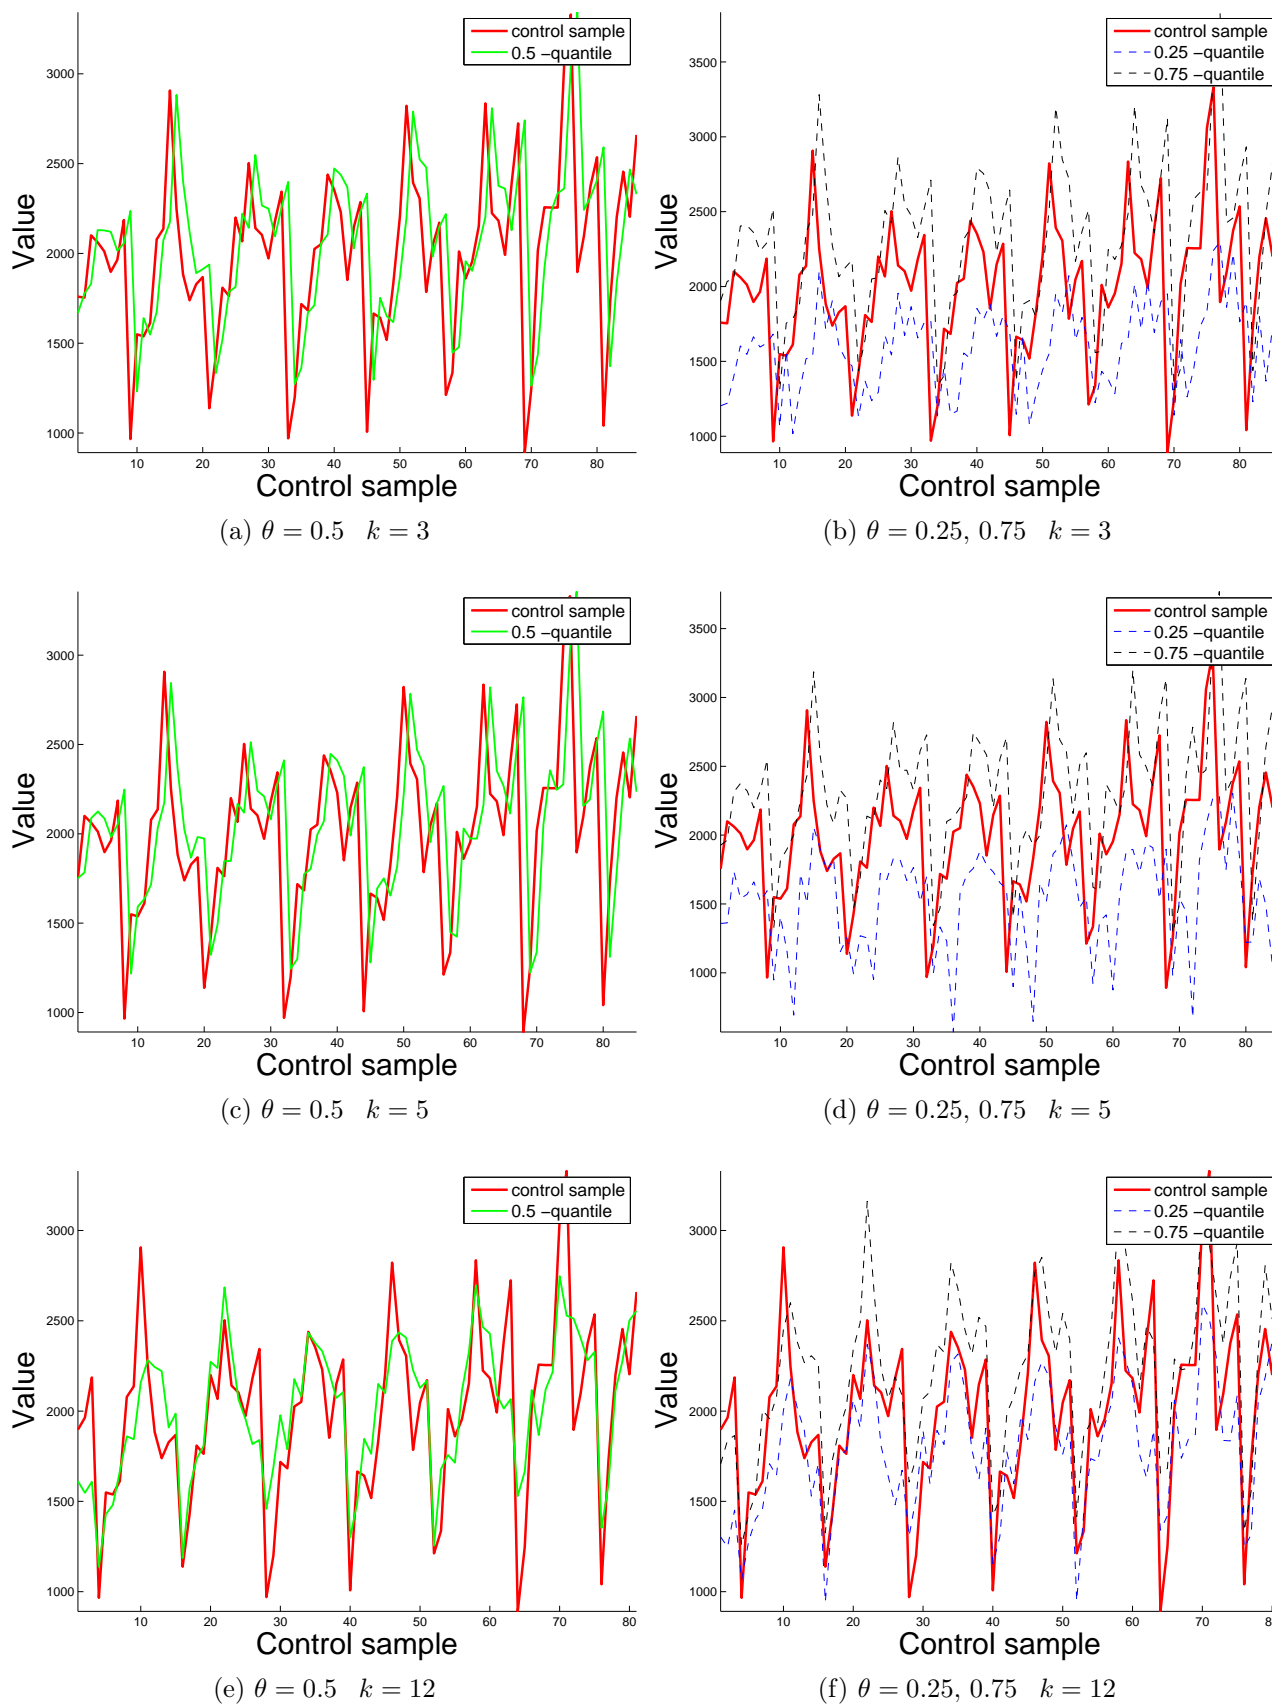 control sample
0.5 -quantile
3000
2500
2000
1500
1000
Value
10 20 30 40 50 60 70 80
Control sample
(a) θ = 0.5 k = 3
control sample
0.25 -quantile
0.75 -quantile
3500
3000
2500
2000
1500
1000
Value
10 20 30 40 50 60 70 80
Control sample
(b) θ = 0.25, 0.75 k = 3
control sample
0.5 -quantile
3000
2500
2000
1500
1000
Value
10 20 30 40 50 60 70 80
Control sample
(c) θ = 0.5 k = 5
control sample
0.25 -quantile
0.75 -quantile
3500
3000
2500
2000
1500
1000
Value
10 20 30 40 50 60 70 80
Control sample
(d) θ = 0.25, 0.75 k = 5
control sample
0.5 -quantile
3000
2500
2000
1500
1000
Value
10 20 30 40 50 60 70 80
Control sample
(e) θ = 0.5 k = 12
control sample
0.25 -quantile
0.75 -quantile
3000
2500
2000
1500
1000
Value
10 20 30 40 50 60 70 80
Control sample
(f) θ = 0.25, 0.75 k = 12